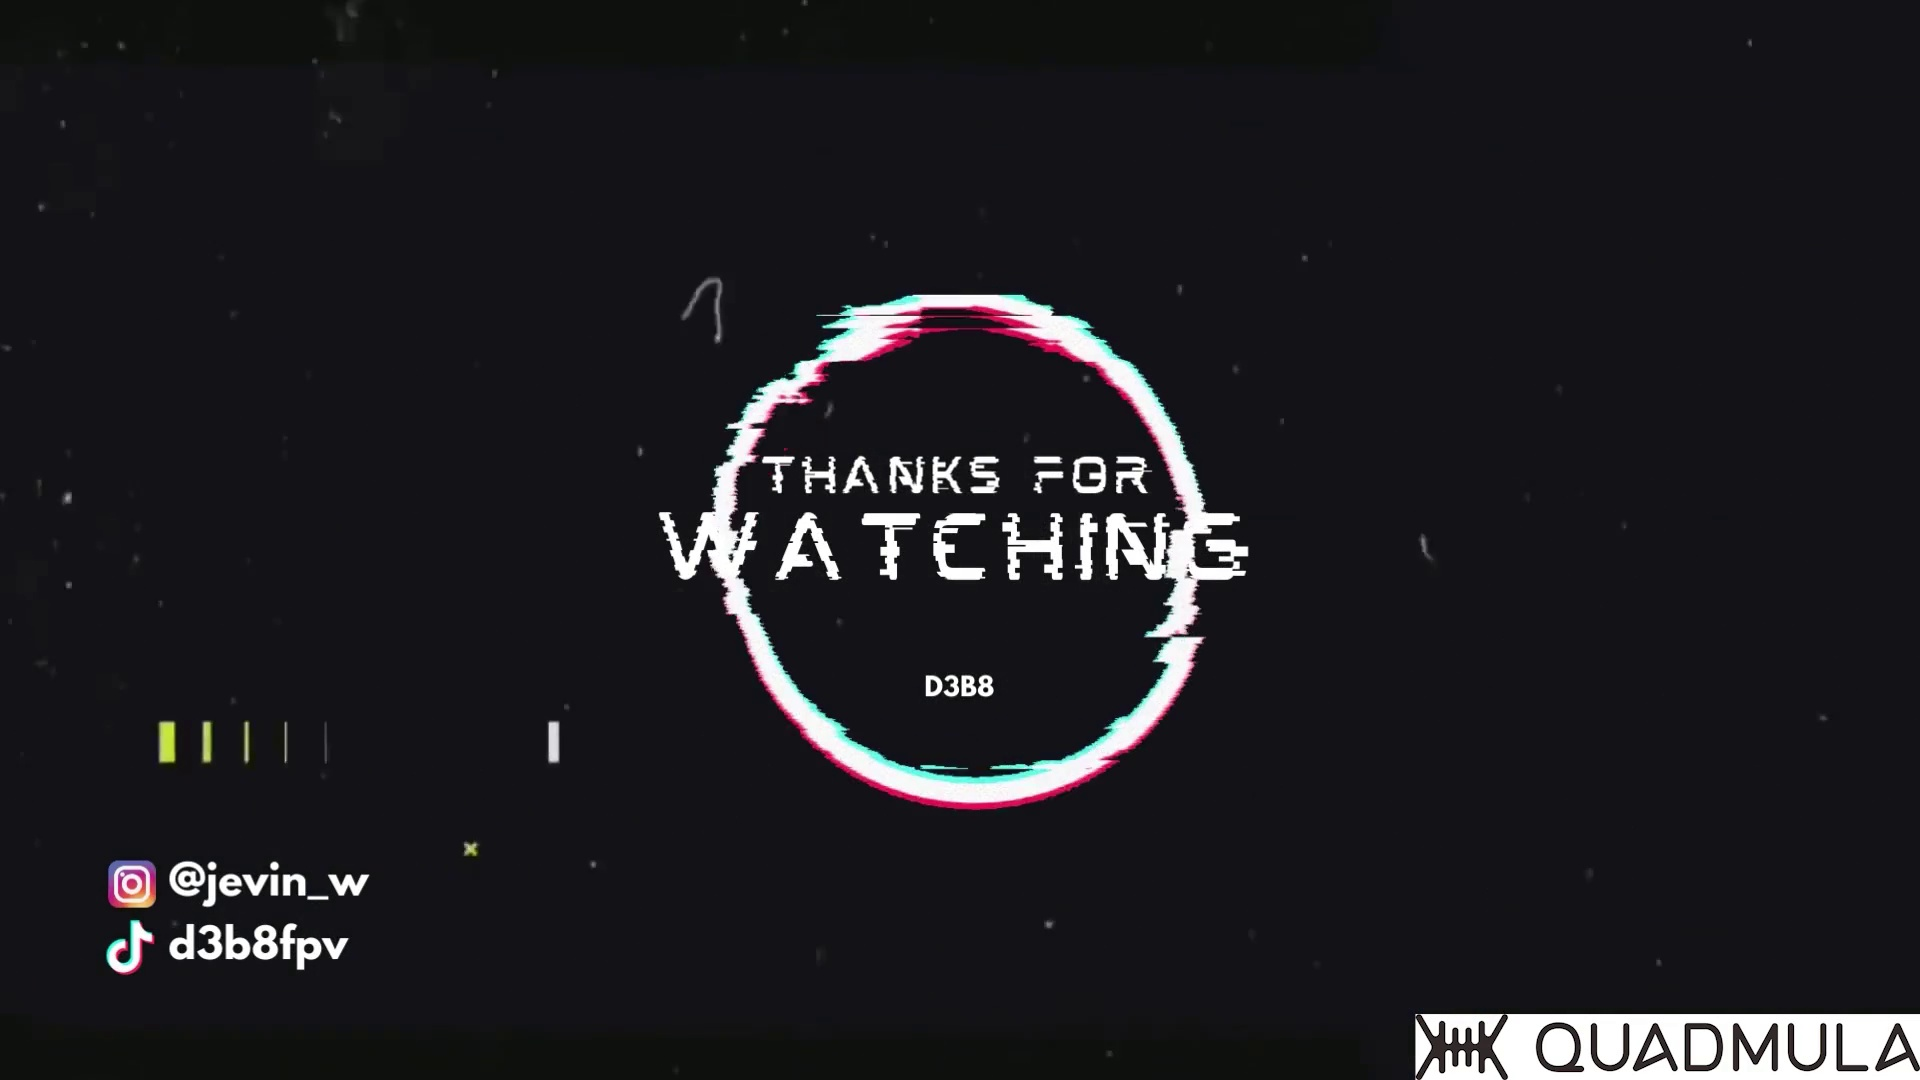 THANKS FOR
WATCHING
D3B8
@jevin_w
d3b8fpv
QUADMULA